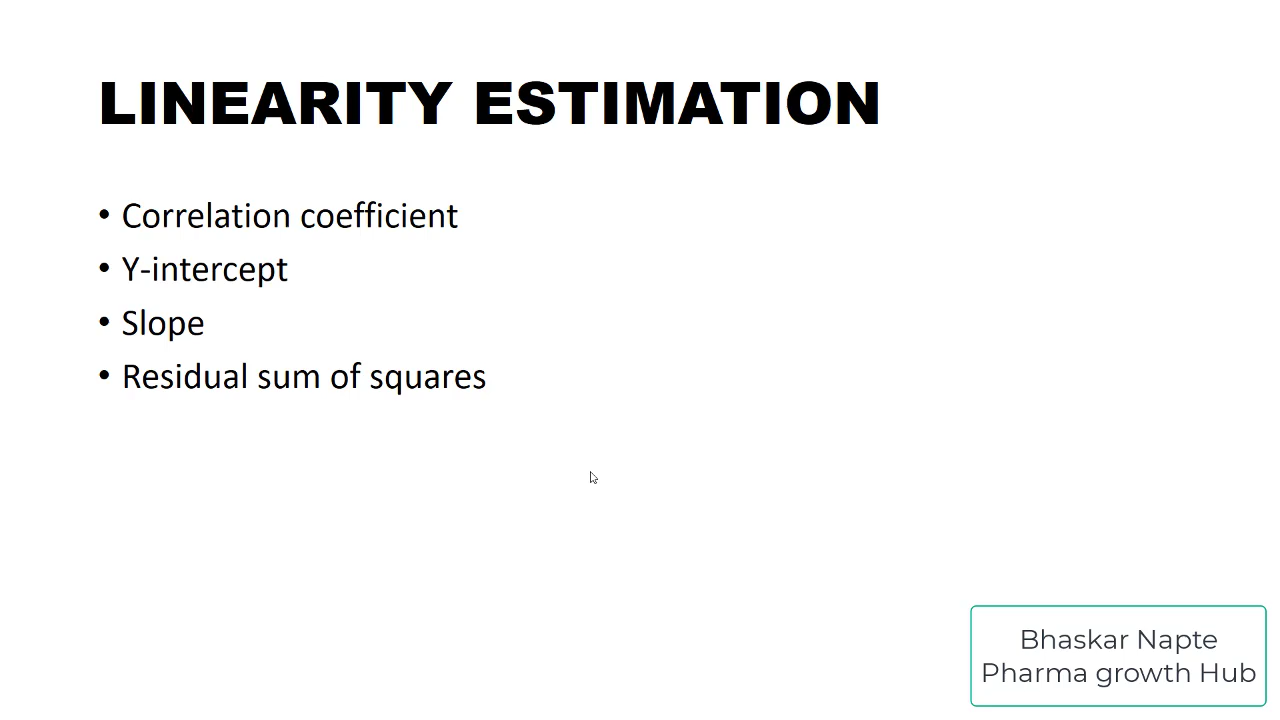 LINEARITY ESTIMATION
• Correlation coefficient
• Y-intercept
• Slope
• Residual sum of squares
Bhaskar Napte
Pharma growth Hub